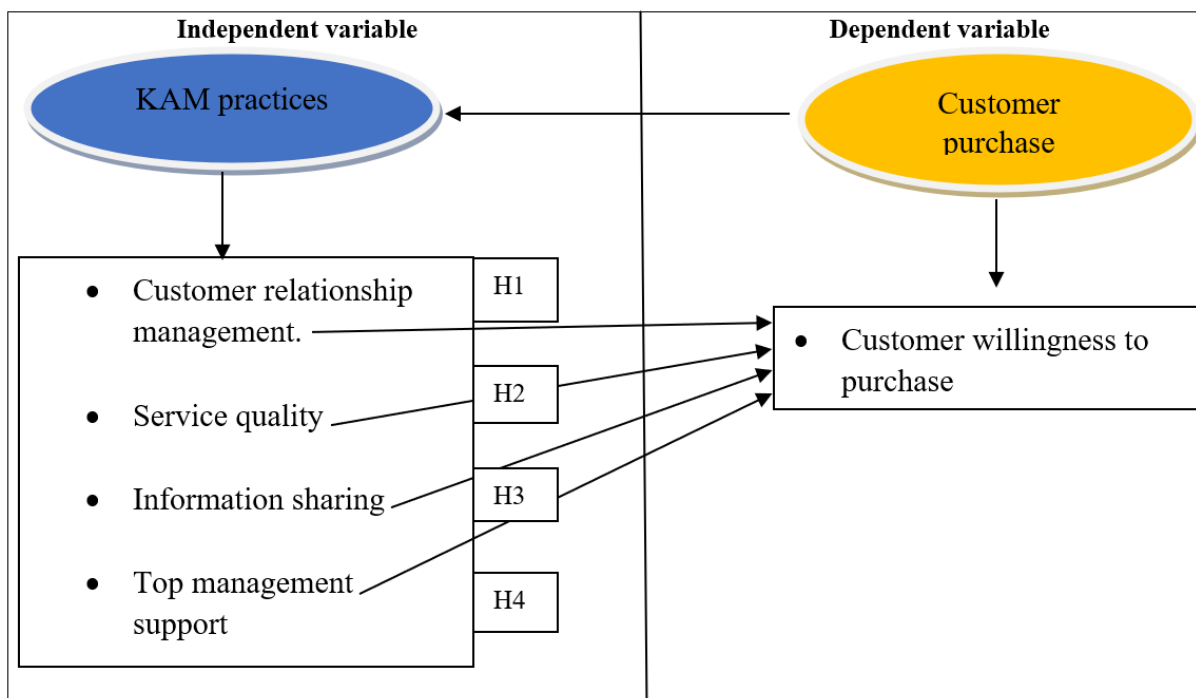 Independent variable
Dependent variable
KAM practices
Customer
purchase
• Customer relationship
management.
H1
• Service quality
H2
• Information sharing
H3
• Top management
support
H4
• Customer willingness to
purchase